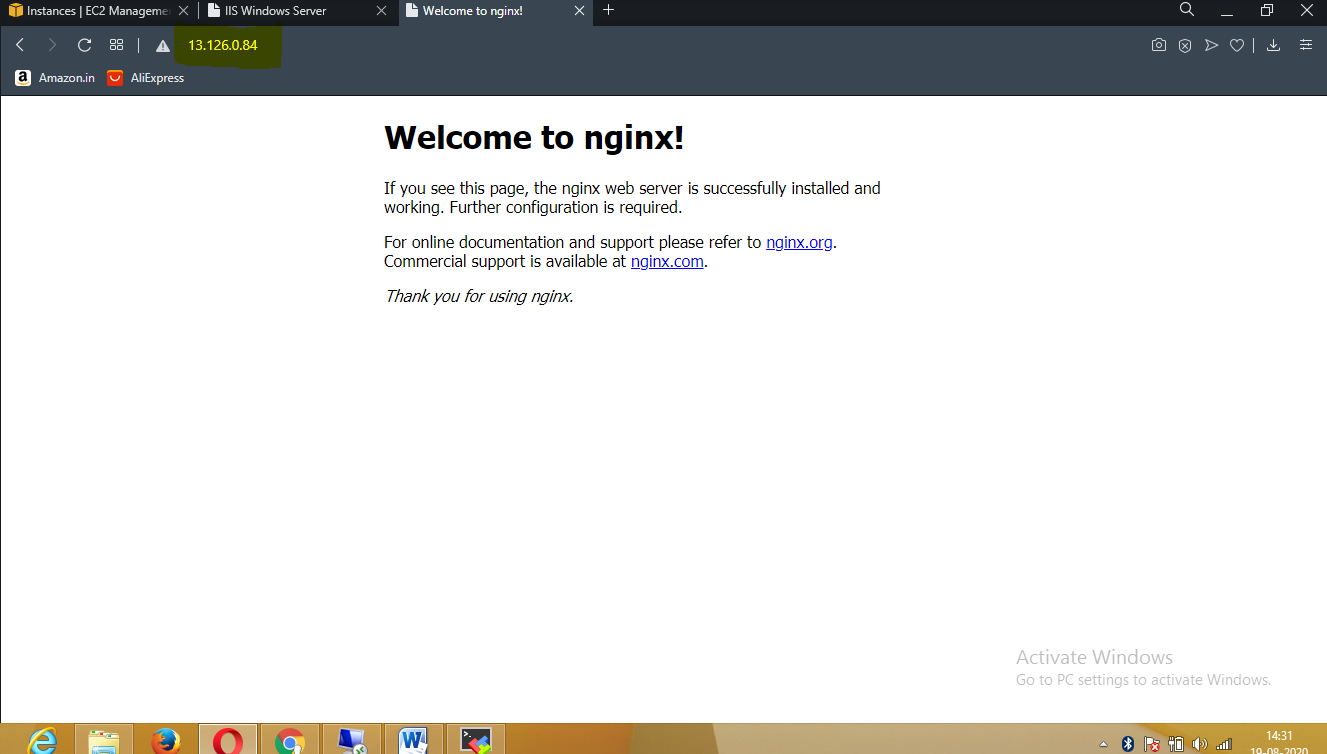 Instances | EC2 Manageme
IIS Windows Server
Welcome to nginx!
13.126.0.84
Amazon.in
AliExpress
Welcome to nginx!
If you see this page, the nginx web server is successfully installed and
working. Further configuration is required.
For online documentation and support please refer to nginx.org.
Commercial support is available at nginx.com.
Thank you for using nginx.
Activate Windows
Go to PC settings to activate Windows.
14:31
19-08-2020